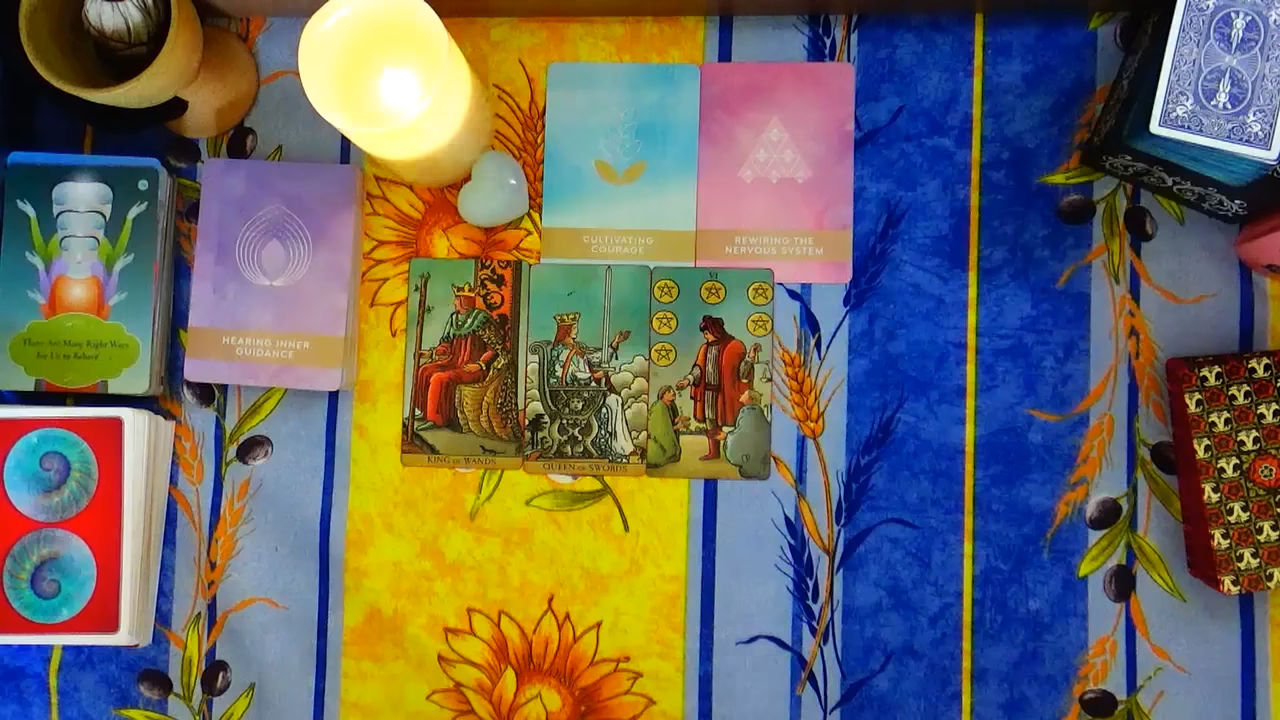 CULTIVATING
COURAGE
REWIRING THE
NERVOUS SYSTEM
There Are Many Right Ways
for Us to Behave
HEARING INNER
GUIDANCE
VI
KING OF WANDS
QUEEN OF SWORDS